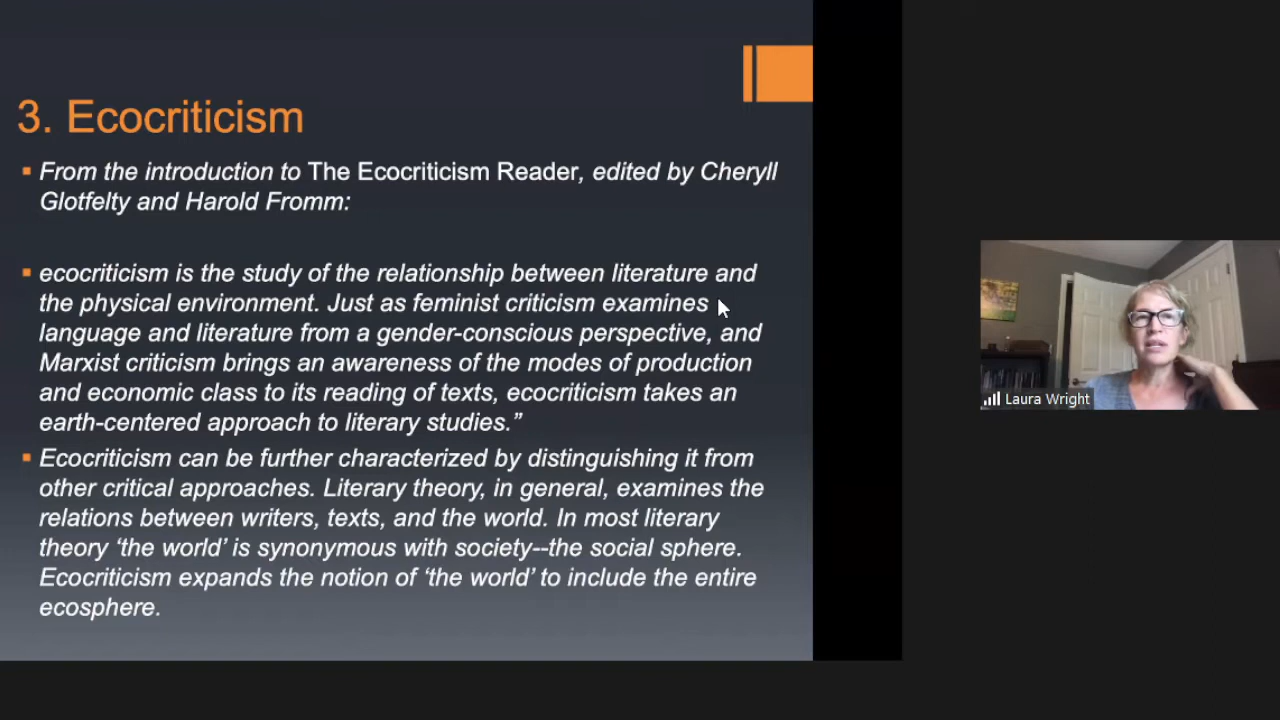 3. Ecocriticism
From the introduction to The Ecocriticism Reader, edited by Cheryll
Glotfelty and Harold Fromm:
ecocriticism is the study of the relationship between literature and
the physical environment. Just as feminist criticism examines
language and literature from a gender-conscious perspective, and
Marxist criticism brings an awareness of the modes of production
and economic class to its reading of texts, ecocriticism takes an
earth-centered approach to literary studies.”
Ecocriticism can be further characterized by distinguishing it from
other critical approaches. Literary theory, in general, examines the
relations between writers, texts, and the world. In most literary
theory ‘the world’ is synonymous with society--the social sphere.
Ecocriticism expands the notion of ‘the world’ to include the entire
ecosphere.
Laura Wright